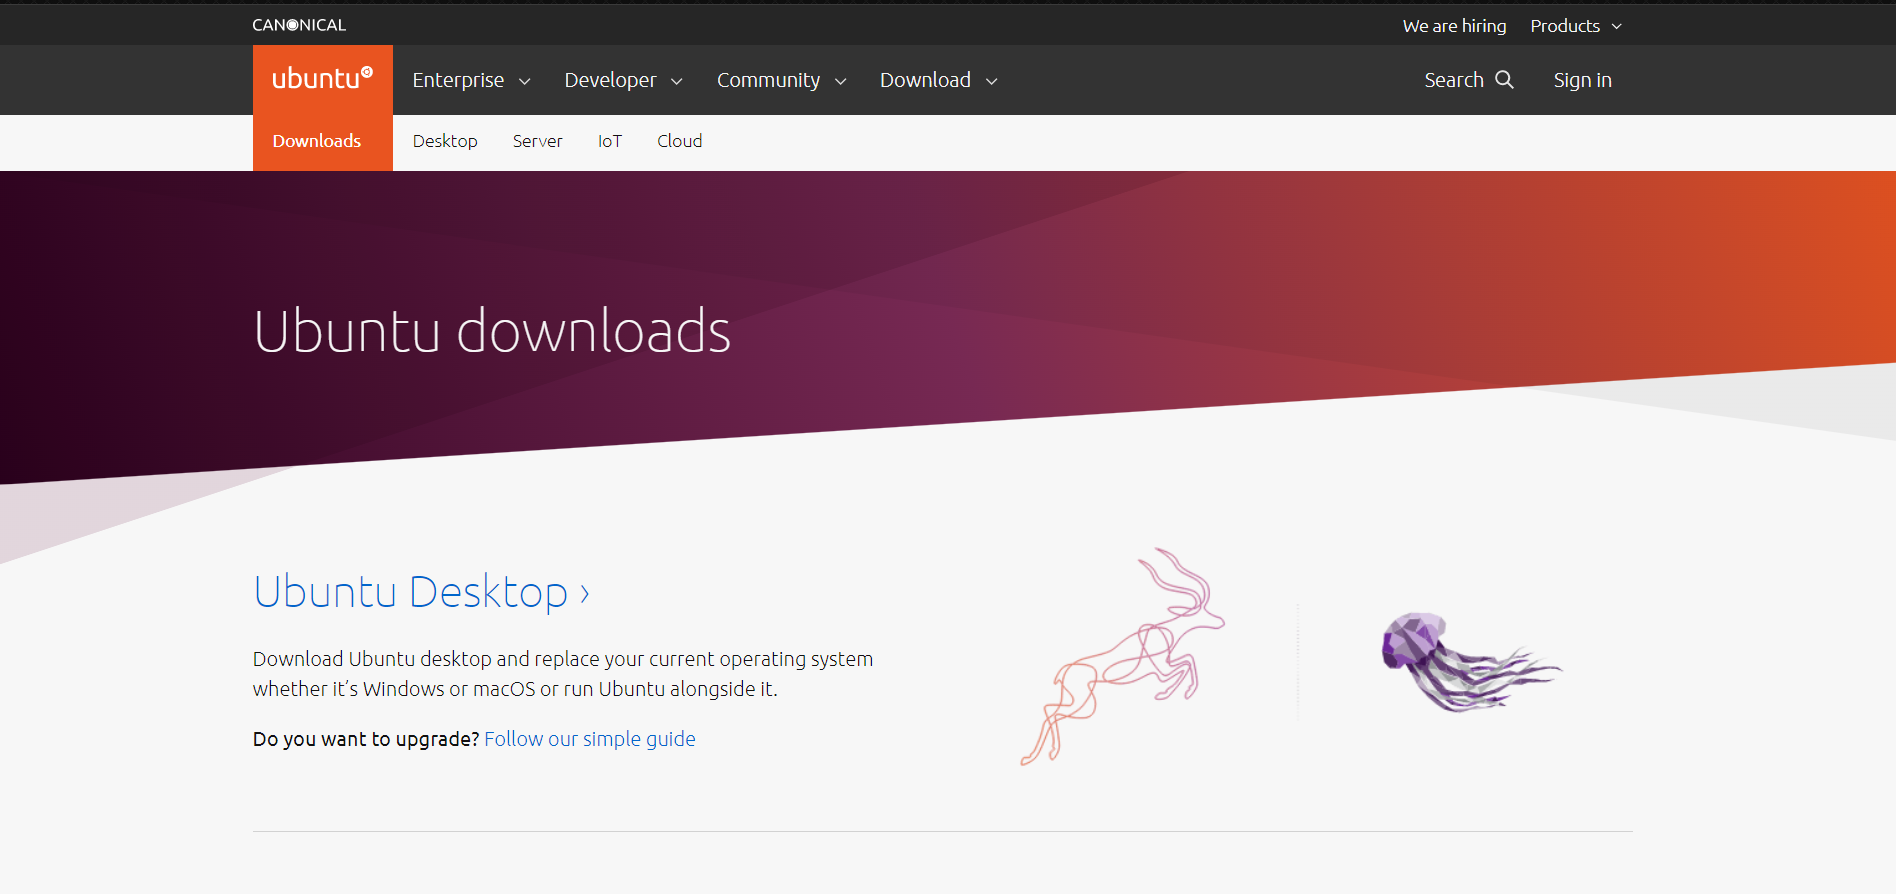 CANONICAL
We are hiring Products
ubuntu Enterprise Developer Community Download Search Sign in
Downloads Desktop Server IoT Cloud
Ubuntu downloads
Ubuntu Desktop ›
Download Ubuntu desktop and replace your current operating system
whether it’s Windows or macOS or run Ubuntu alongside it.
Do you want to upgrade? Follow our simple guide